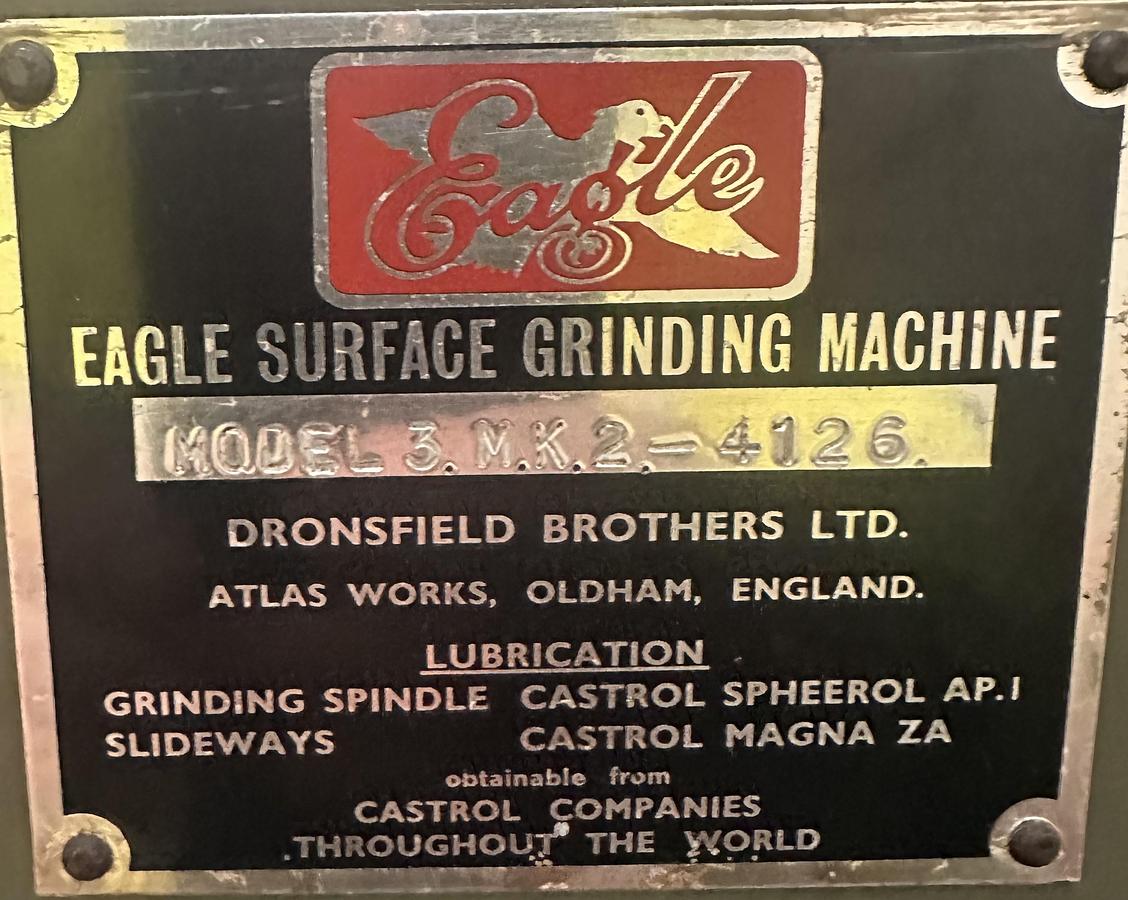 Eagle
EAGLE SURFACE GRINDING MACHINE
MODEL 3. M.K.2.-4126.
DRONSFIELD BROTHERS LTD.
ATLAS WORKS, OLDHAM, ENGLAND.
LUBRICATION
GRINDING SPINDLE CASTROL SPHEEROL AP.1
SLIDEWAYS CASTROL MAGNA ZA
obtainable from
CASTROL COMPANIES
THROUGHOUT THE WORLD